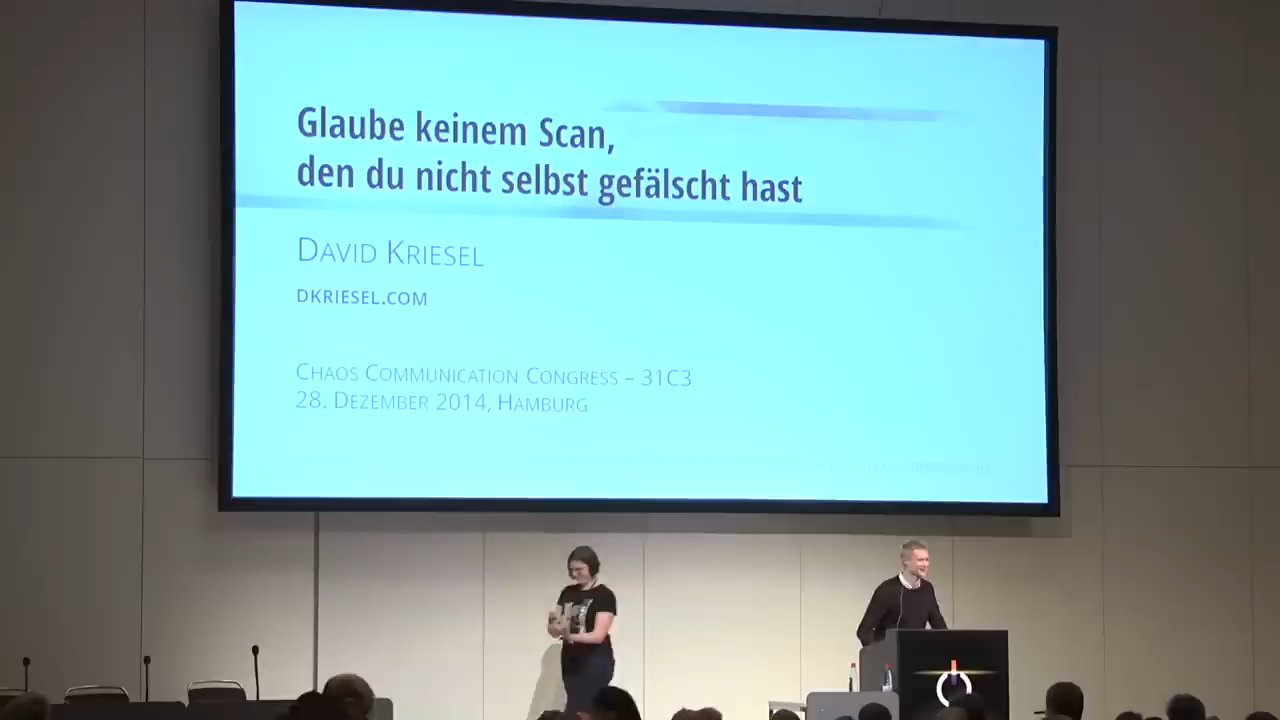 Glaube keinem Scan,
den du nicht selbst gefälscht hast
DAVID KRIESEL
DKRIESEL.COM
CHAOS COMMUNICATION CONGRESS – 31C3
28. DEZEMBER 2014, HAMBURG